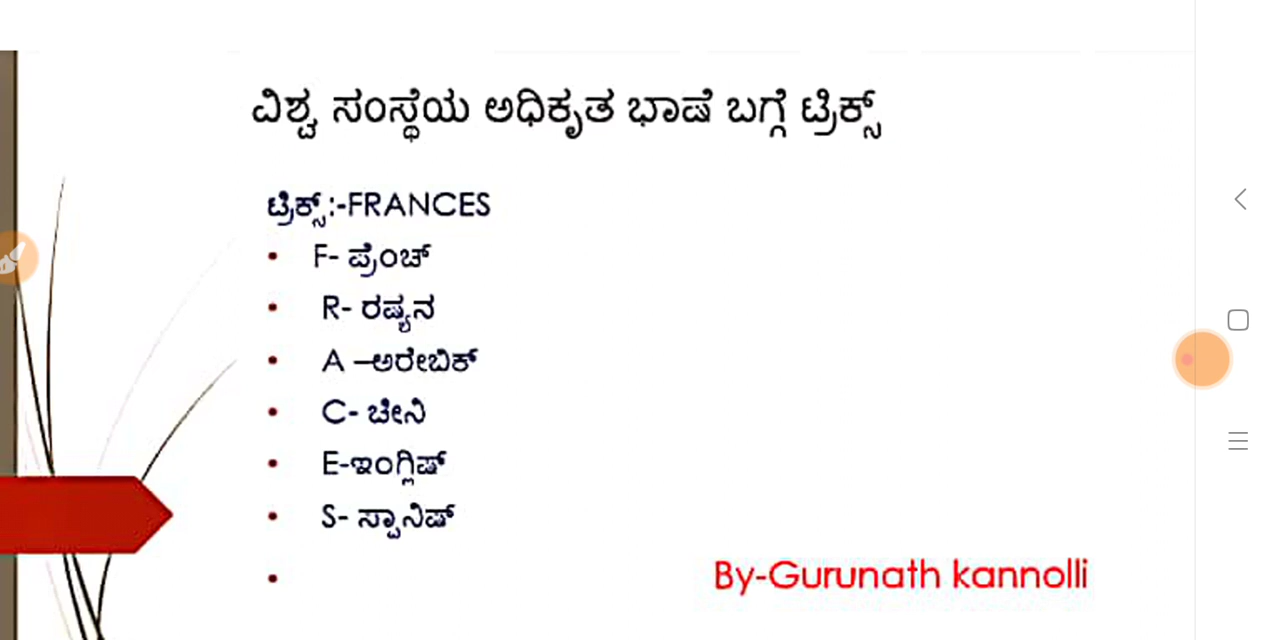 ವಿಶ್ವ ಸಂಸ್ಥೆಯ ಅಧಿಕೃತ ಭಾಷೆ ಬಗ್ಗೆ ಟ್ರಿಕ್ಸ್
ಟ್ರಿಕ್ಸ್:-FRANCES
• F- ಪ್ರೆಂಚ್
• R- ರಷ್ಯನ
• A –ಅರೇಬಿಕ್
• C- ಚೀನಿ
• E-ಇಂಗ್ಲಿಷ್
• S- ಸ್ಪಾನಿಷ್
•
By-Gurunath kannolli